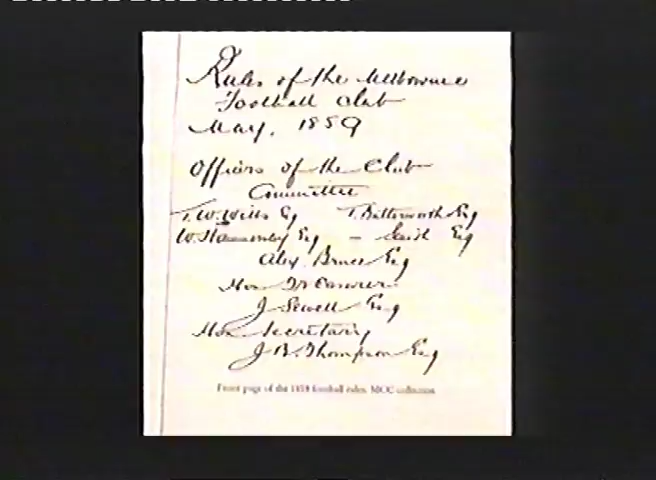 Rules of the Melbourne
Football Club
May, 1859
Officers of the Club
Committee
T. W. Wills Esq T. Butterworth Esq
W. Hammersley Esq - Smith Esq
Alex. Bruce Esq
Hon Treasurer
J Sewell Esq
Hon Secretary
J. B. Thompson Esq
Front page of the 1859 football rules, MCC collection